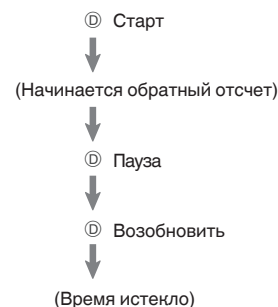 Ⓓ Старт
(Начинается обратный отсчет)
Ⓓ Пауза
Ⓓ Возобновить
(Время истекло)